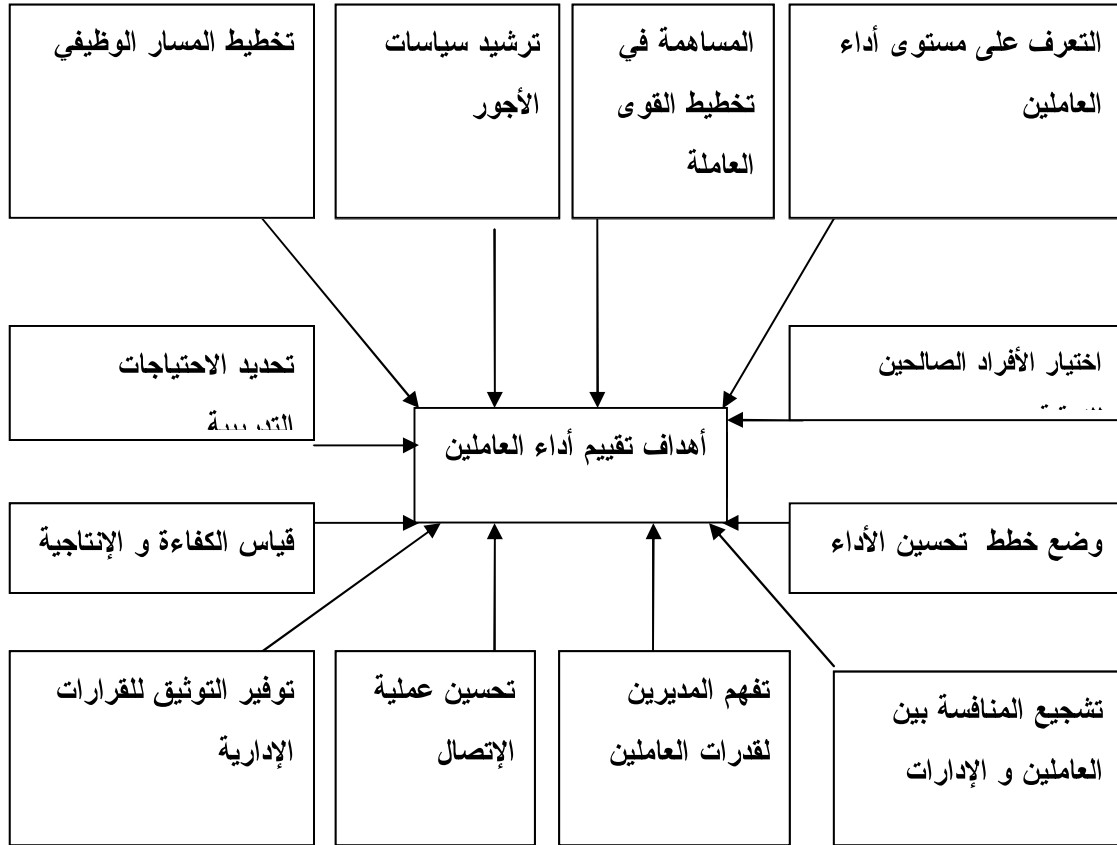 التعرف على مستوى أداء
العاملين
المساهمة في
تخطيط القوى
العاملة
ترشيد سياسات
الأجور
تخطيط المسار الوظيفي
اختيار الأفراد الصالحين
تحديد الاحتياجات
التدريبية
أهداف تقييم أداء العاملين
وضع خطط تحسين الأداء
قياس الكفاءة و الإنتاجية
تشجيع المنافسة بين
العاملين و الإدارات
تفهم المديرين
لقدرات العاملين
تحسين عملية
الإتصال
توفير التوثيق للقرارات
الإدارية